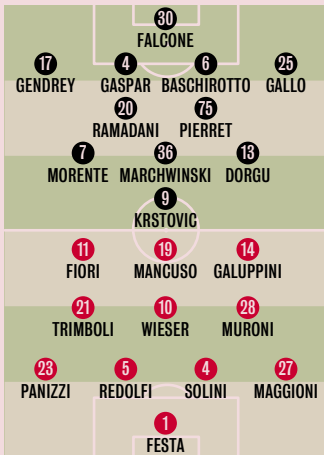 30
FALCONE
17 4 6 25
GENDREY GASPAR BASCHIROTTO GALLO
20 75
RAMADANI PIERRET
7 36 13
MORENTE MARCHWINSKI DORGU
9
KRSTOVIC
11 19 14
FIORI MANCUSO GALUPPINI
21 10 28
TRIMBOLI WIESER MURONI
23 5 4 27
PANIZZI REDOLFI SOLINI MAGGIONI
1
FESTA